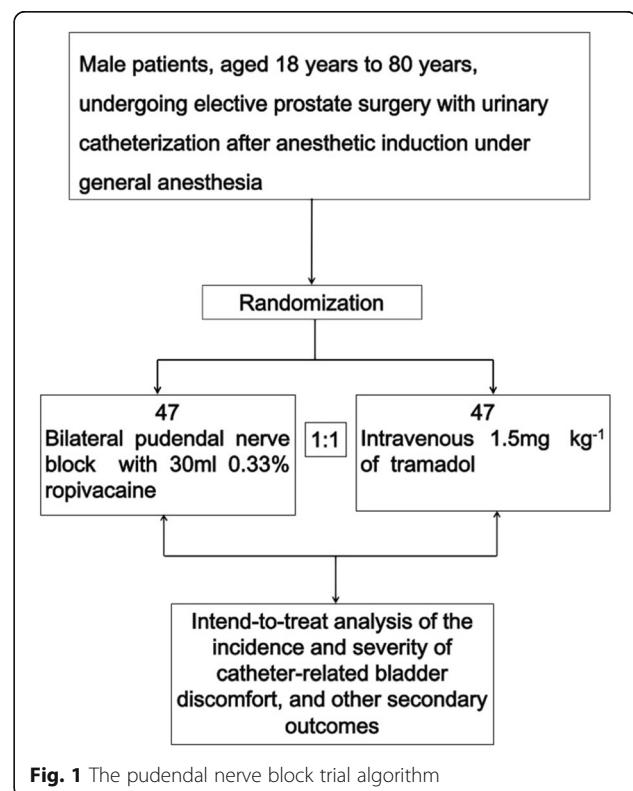 Male patients, aged 18 years to 80 years,
undergoing elective prostate surgery with urinary
catheterization after anesthetic induction under
general anesthesia
Randomization
47
Bilateral pudendal nerve
block with 30ml 0.33%
ropivacaine
1:1
47
Intravenous 1.5mg kg-1
of tramadol
Intend-to-treat analysis of the
incidence and severity of
catheter-related bladder
discomfort, and other secondary
outcomes
Fig. 1 The pudendal nerve block trial algorithm